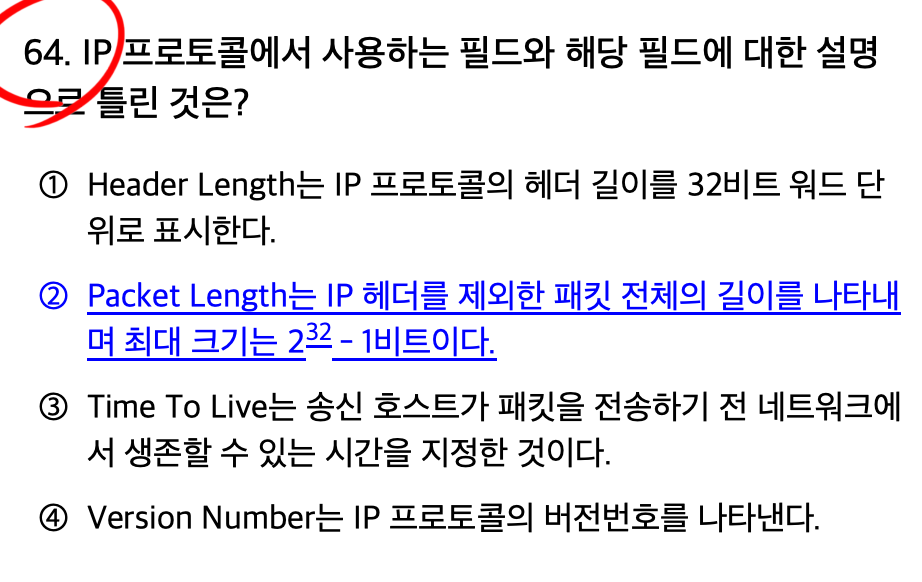 64. IP 프로토콜에서 사용하는 필드와 해당 필드에 대한 설명
으로 틀린 것은?
① Header Length는 IP 프로토콜의 헤더 길이를 32비트 워드 단
위로 표시한다.
② Packet Length는 IP 헤더를 제외한 패킷 전체의 길이를 나타내
며 최대 크기는 2³² - 1비트이다.
③ Time To Live는 송신 호스트가 패킷을 전송하기 전 네트워크에
서 생존할 수 있는 시간을 지정한 것이다.
④ Version Number는 IP 프로토콜의 버전번호를 나타낸다.